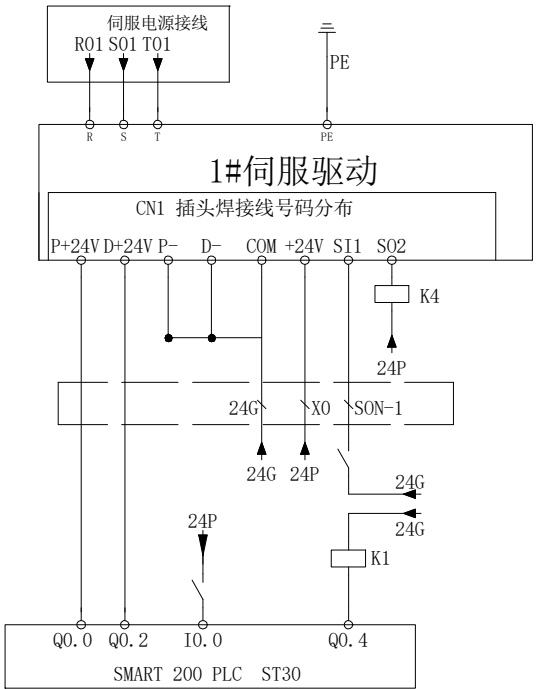 伺服电源接线
R01 S01 T01
PE
R S T PE
1#伺服驱动
CN1 插头焊接线号码分布
P+24V D+24V P- D- COM +24V SI1 SO2
K4
24P
24G X0 SON-1
24G 24P
24G
24G
24P
K1
Q0.0 Q0.2 I0.0 Q0.4
SMART 200 PLC ST30